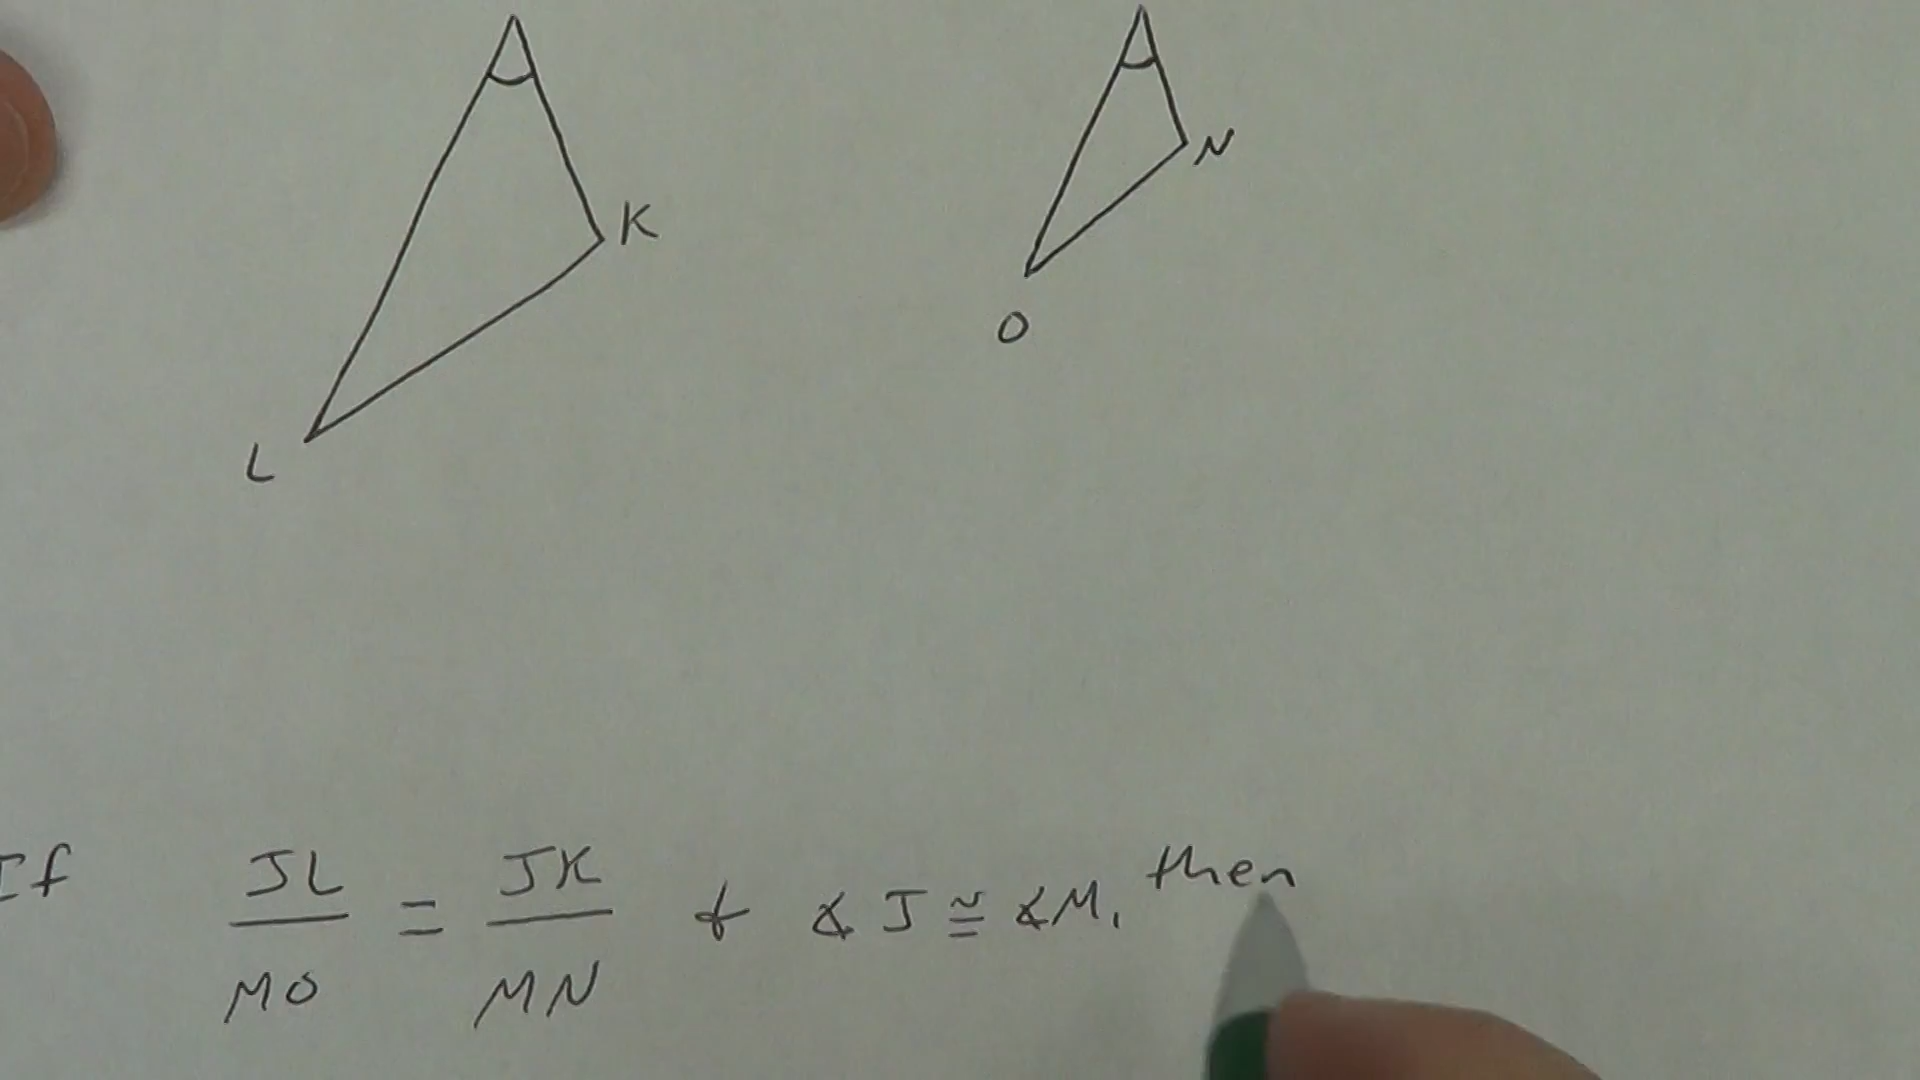 K
N
O
L
If JL/MO = JK/MN & ∡J ≅ ∡M, then